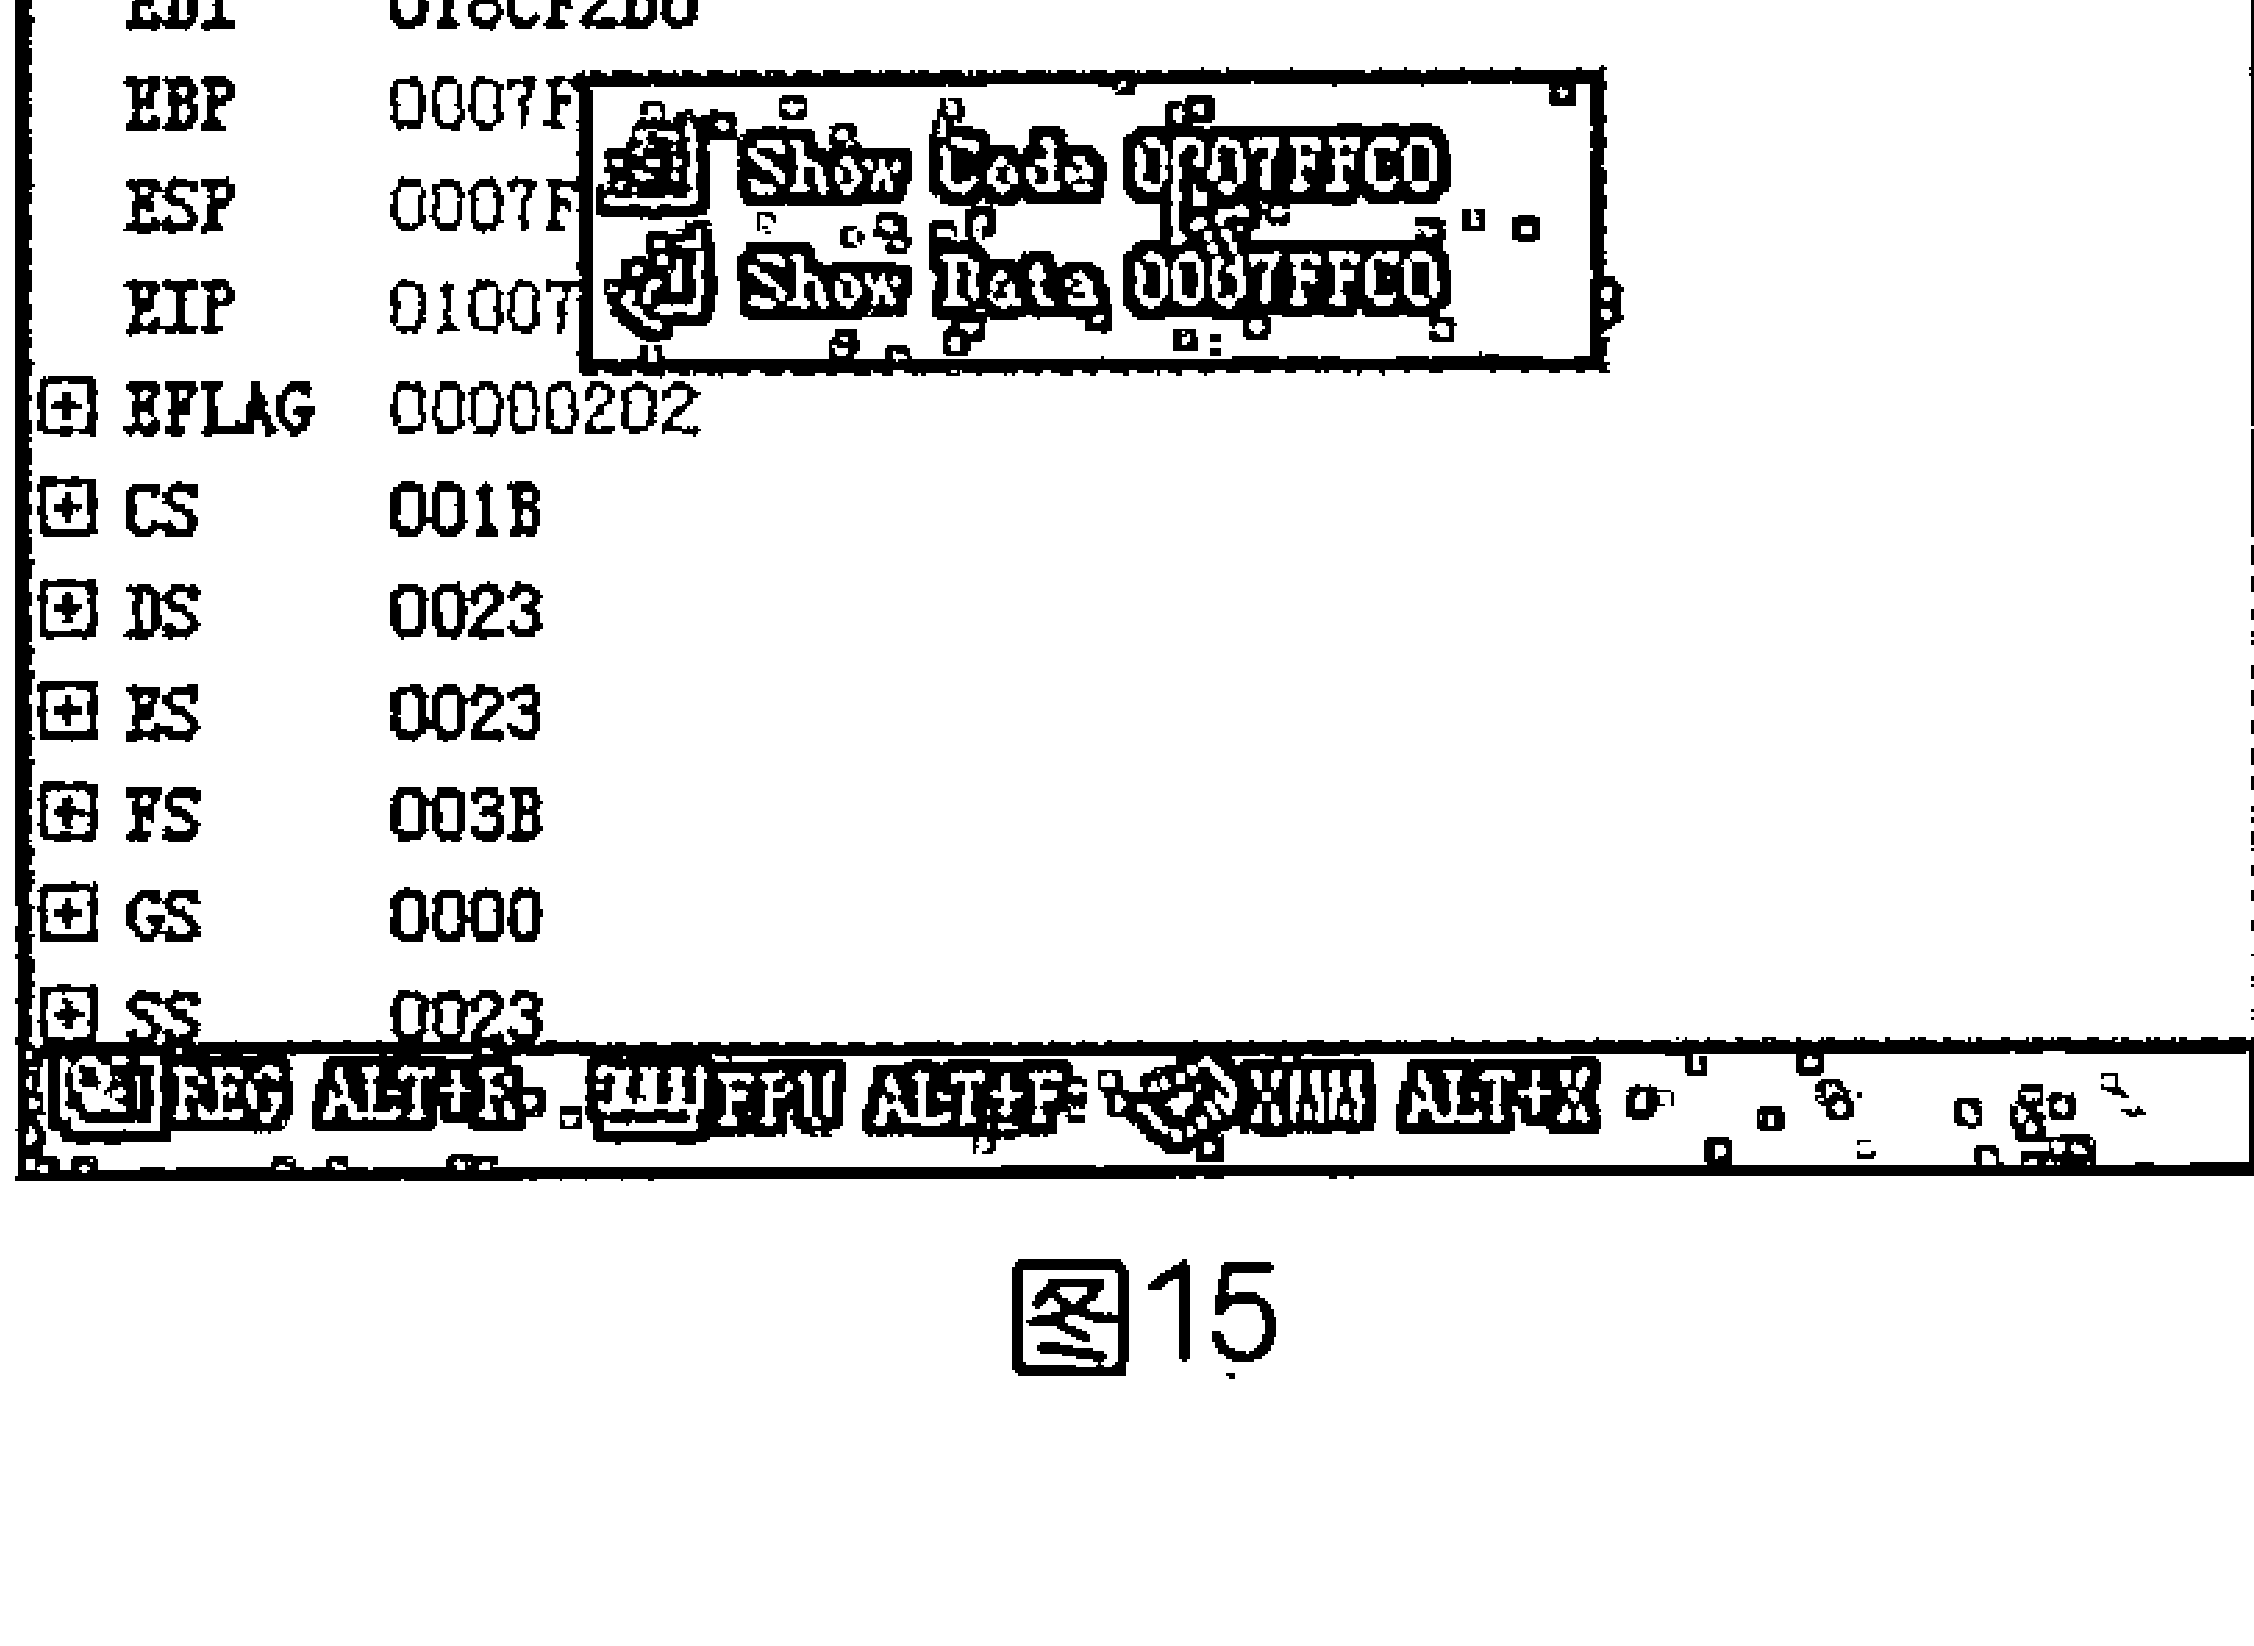 EBP 0007F
ESP 0007F
EIP 01007
Show Code 0007FFC0
Show Data 0007FFC0
EFLAG 00000202
CS 001B
DS 0023
ES 0023
FS 003B
GS 0000
SS 0023
REG ALT+R FPU ALT+F ALT+X
图15